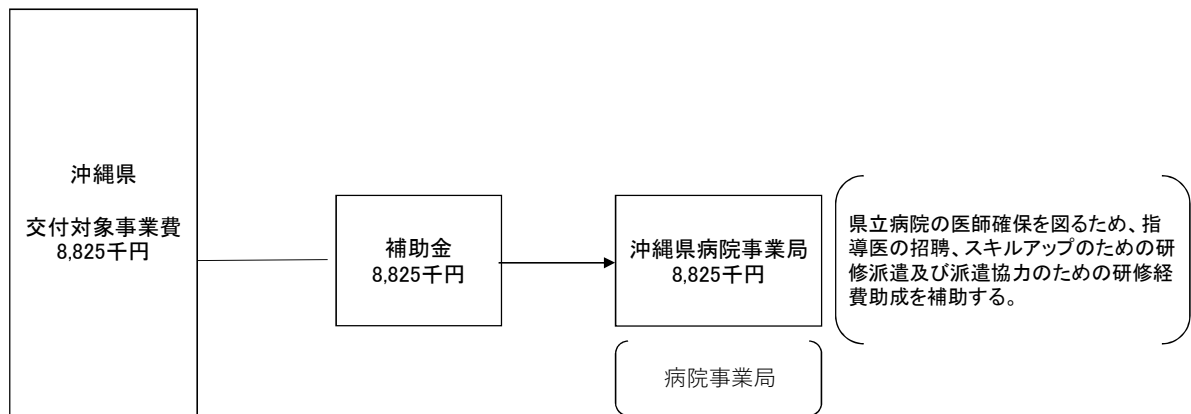 沖縄県
交付対象事業費
8,825千円
補助金
8,825千円
沖縄県病院事業局
8,825千円
県立病院の医師確保を図るため、指
導医の招聘、スキルアップのための研
修派遣及び派遣協力のための研修経
費助成を補助する。
病院事業局